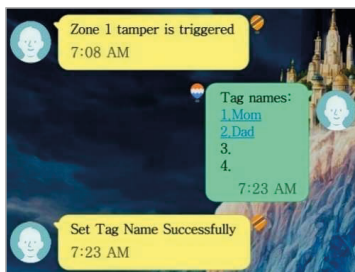 Zone 1 tamper is triggered
7:08 AM
Tag names:
1.Mom
2.Dad
3.
4.
7:23 AM
Set Tag Name Successfully
7:23 AM